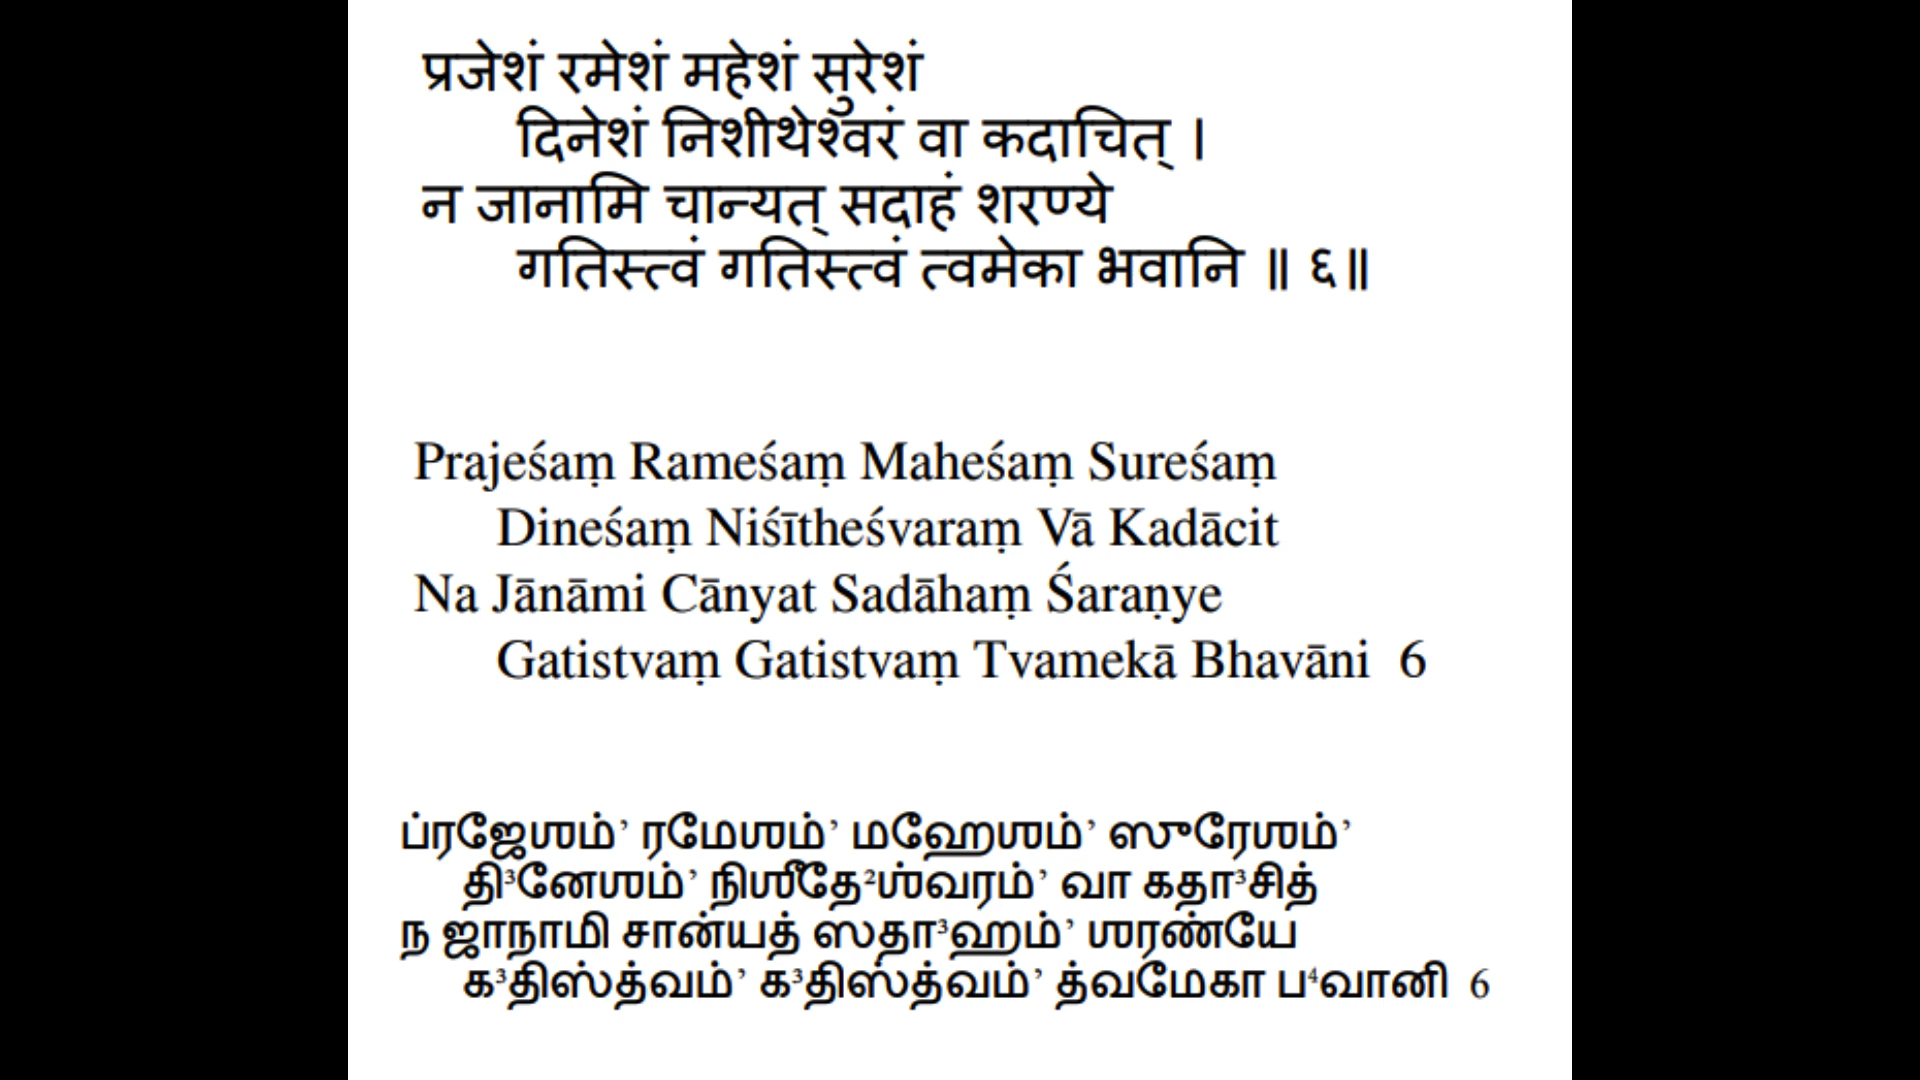 प्रजेशं रमेशं महेशं सुरेशं
दिनेशं निशीथेश्वरं वा कदाचित् ।
न जानामि चान्यत् सदाहं शरण्ये
गतिस्त्वं गतिस्त्वं त्वमेका भवानि ॥ ६॥
Prajeśaṃ Rameśaṃ Maheśaṃ Sureśaṃ
Dineśaṃ Niśītheśvaraṃ Vā Kadācit
Na Jānāmi Cānyat Sadāhaṃ Śaraṇye
Gatistvaṃ Gatistvaṃ Tvamekā Bhavāni 6
ப்ரஜேஶம்ʼ ரமேஶம்ʼ மஹேஶம்ʼ ஸுரேஶம்ʼ
தி³னேஶம்ʼ நிஶீதே²ஶ்வரம்ʼ வா கதா³சித்
ந ஜாநாமி சான்யத் ஸதா³ஹம்ʼ ஶரண்யே
க³திஸ்த்வம்ʼ க³திஸ்த்வம்ʼ த்வமேகா ப⁴வானி 6